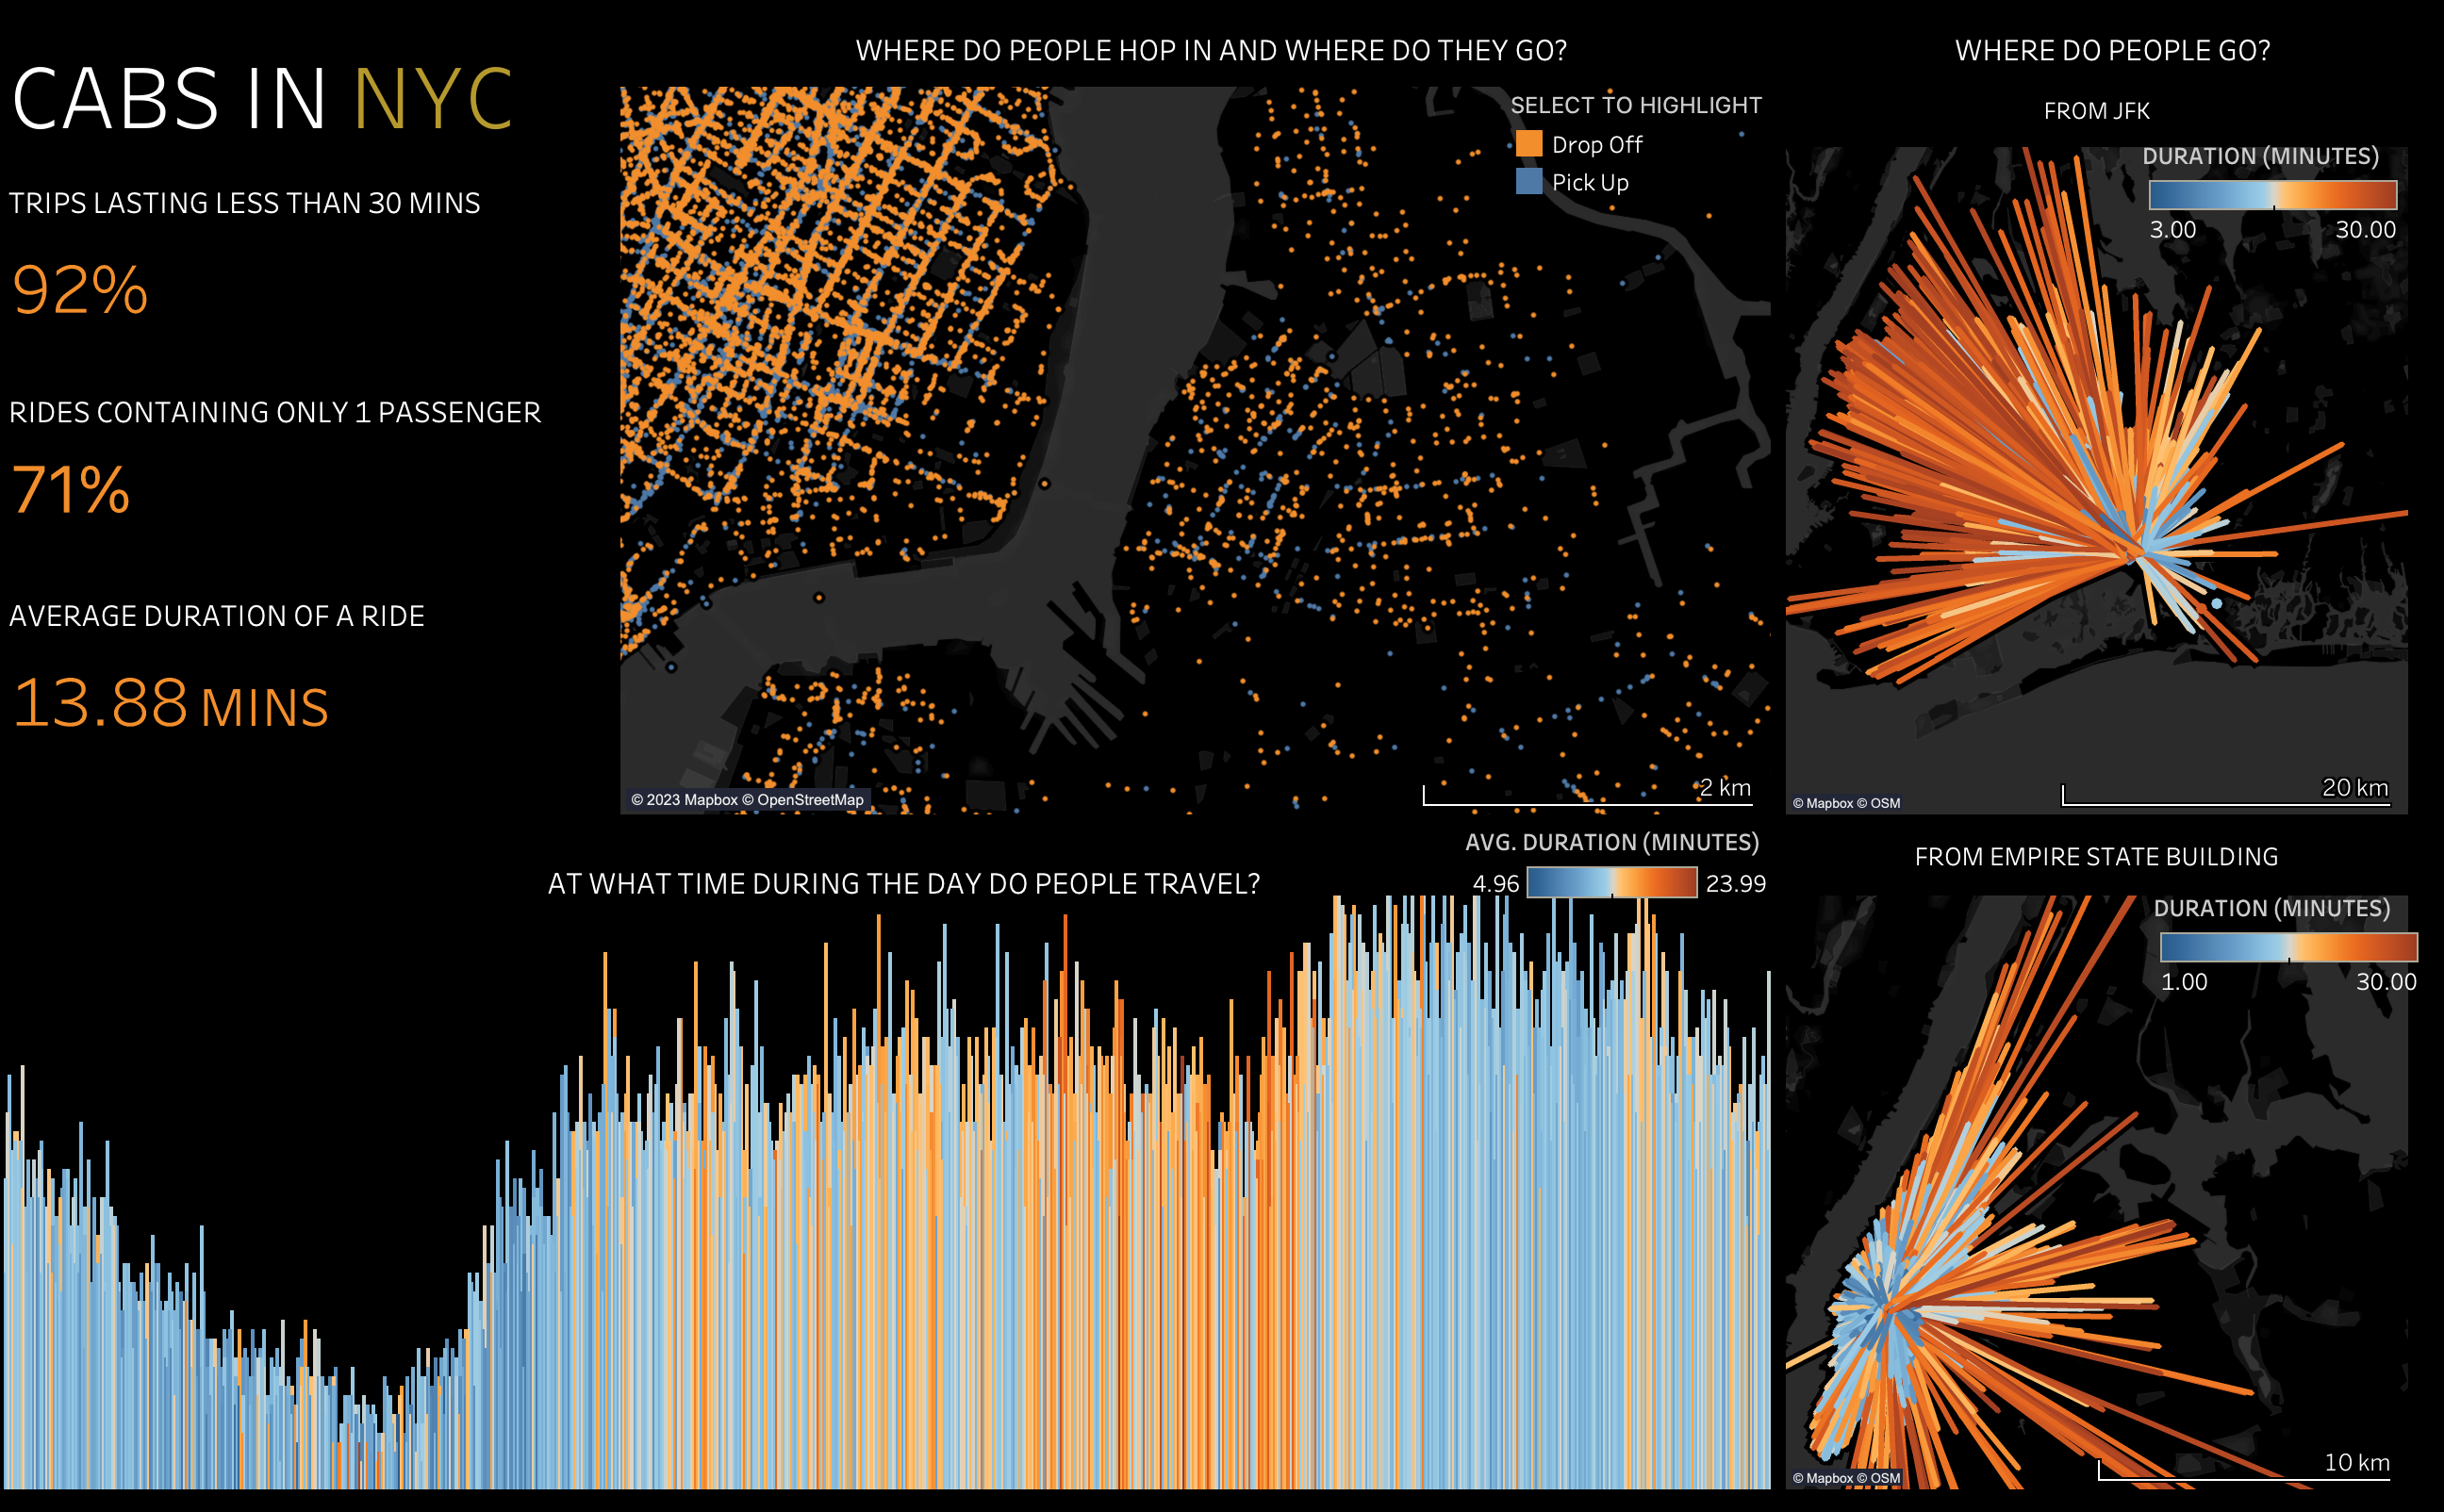 CABS IN NYC
TRIPS LASTING LESS THAN 30 MINS
92%
RIDES CONTAINING ONLY 1 PASSENGER
71%
AVERAGE DURATION OF A RIDE
13.88 MINS
WHERE DO PEOPLE HOP IN AND WHERE DO THEY GO?
SELECT TO HIGHLIGHT
Drop Off
Pick Up
2 km
© 2023 Mapbox © OpenStreetMap
WHERE DO PEOPLE GO?
FROM JFK
DURATION (MINUTES)
3.00 30.00
20 km
© Mapbox © OSM
AT WHAT TIME DURING THE DAY DO PEOPLE TRAVEL?
AVG. DURATION (MINUTES)
4.96 23.99
FROM EMPIRE STATE BUILDING
DURATION (MINUTES)
1.00 30.00
10 km
© Mapbox © OSM